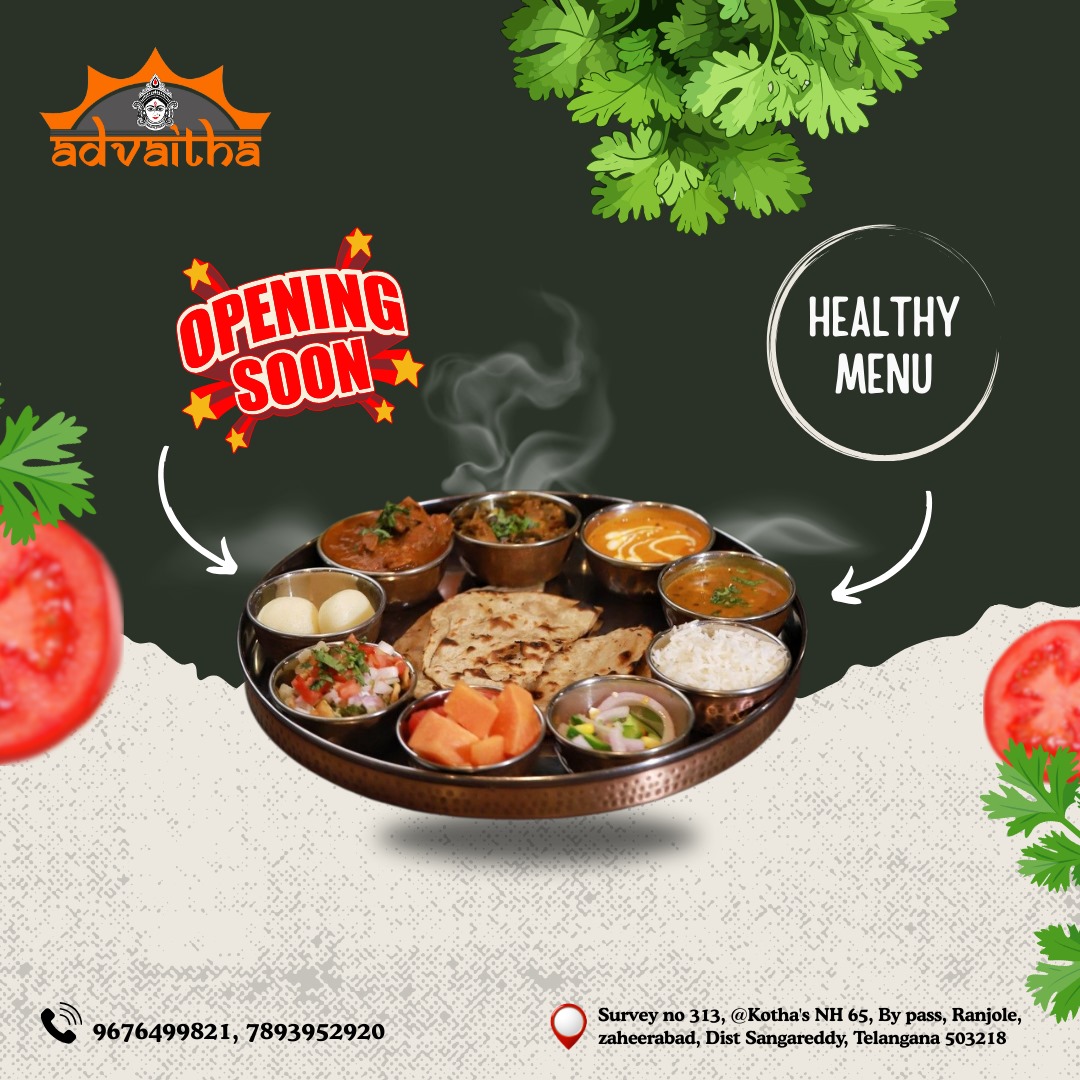 advaitha
OPENING
SOON
HEALTHY
MENU
9676499821, 7893952920
Survey no 313, @Kotha's NH 65, By pass, Ranjole,
zaheerabad, Dist Sangareddy, Telangana 503218